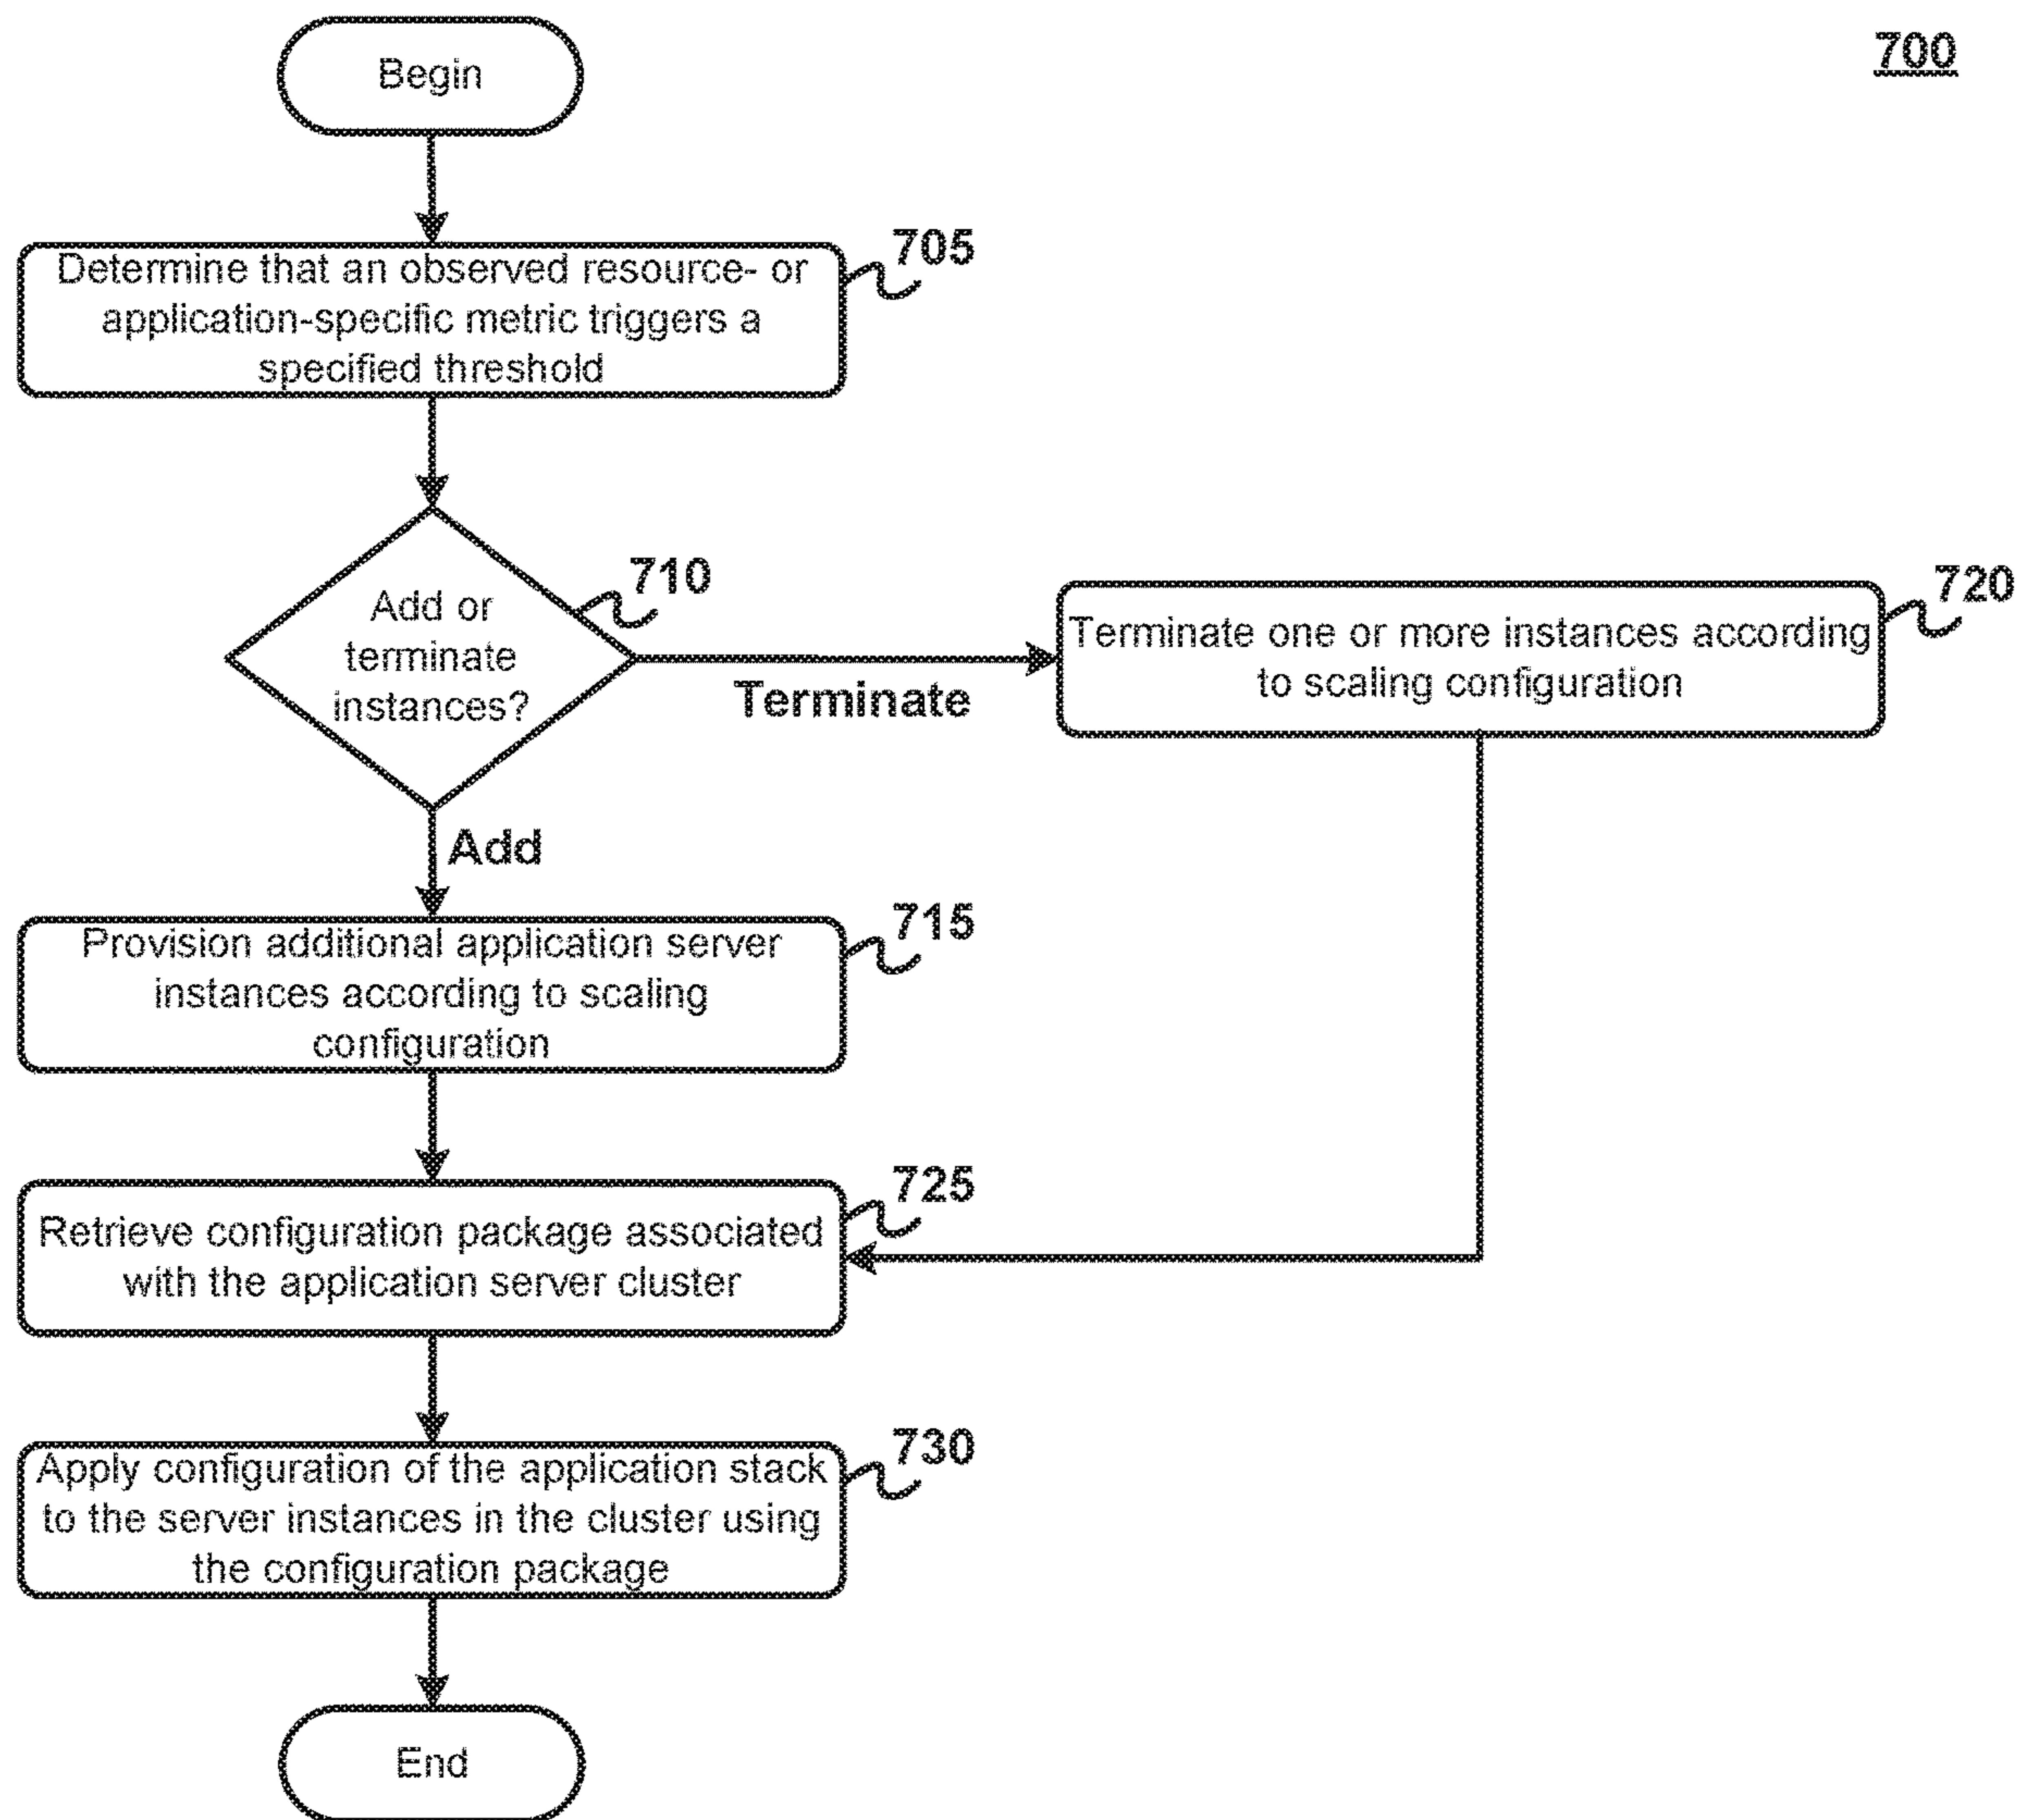 700
Begin
705
Determine that an observed resource- or
application-specific metric triggers a
specified threshold
710
Add or
terminate
instances?
Terminate
720
Terminate one or more instances according
to scaling configuration
Add
715
Provision additional application server
instances according to scaling
configuration
725
Retrieve configuration package associated
with the application server cluster
730
Apply configuration of the application stack
to the server instances in the cluster using
the configuration package
End